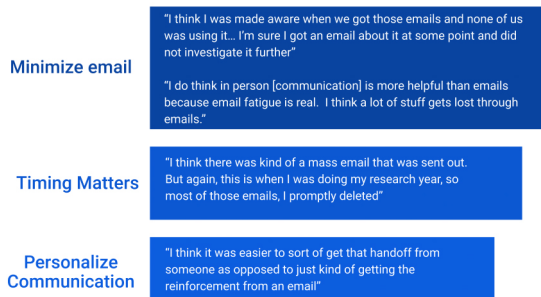 Minimize email
“I think I was made aware when we got those emails and none of us
was using it... I’m sure I got an email about it at some point and did
not investigate it further”
“I do think in person [communication] is more helpful than emails
because email fatigue is real.  I think a lot of stuff gets lost through
emails.”
Timing Matters
“I think there was kind of a mass email that was sent out.
But again, this is when I was doing my research year, so
most of those emails, I promptly deleted”
Personalize
Communication
“I think it was easier to sort of get that handoff from
someone as opposed to just kind of getting the
reinforcement from an email”